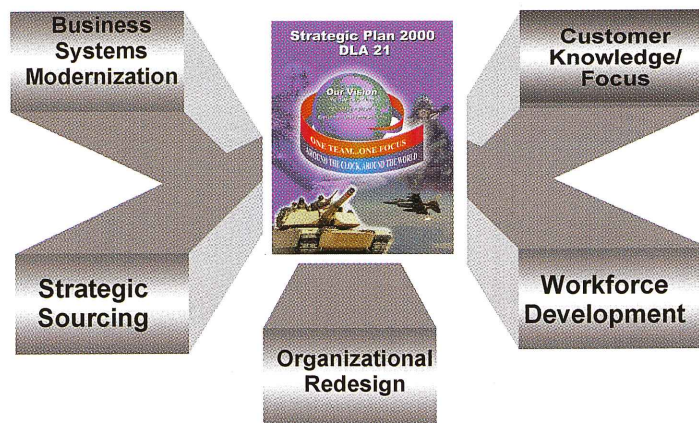 Business
Systems
Modernization
Strategic Plan 2000
DLA 21
Our Vision
ONE TEAM...ONE FOCUS
AROUND THE CLOCK, AROUND THE WORLD
Customer
Knowledge/
Focus
Strategic
Sourcing
Organizational
Redesign
Workforce
Development